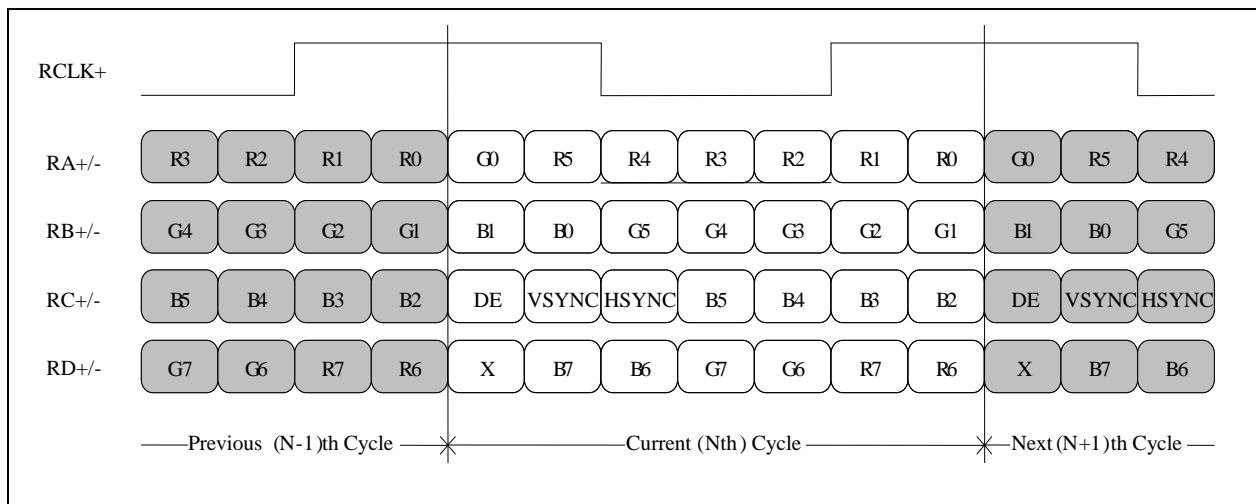 RCLK+
RA+/- R3 R2 R1 R0 G0 R5 R4 R3 R2 R1 R0 G0 R5 R4
RB+/- G4 G3 G2 G1 B1 B0 G5 G4 G3 G2 G1 B1 B0 G5
RC+/- B5 B4 B3 B2 DE VSYNC HSYNC B5 B4 B3 B2 DE VSYNC HSYNC
RD+/- G7 G6 R7 R6 X B7 B6 G7 G6 R7 R6 X B7 B6
Previous (N-1)th Cycle Current (Nth) Cycle Next (N+1)th Cycle